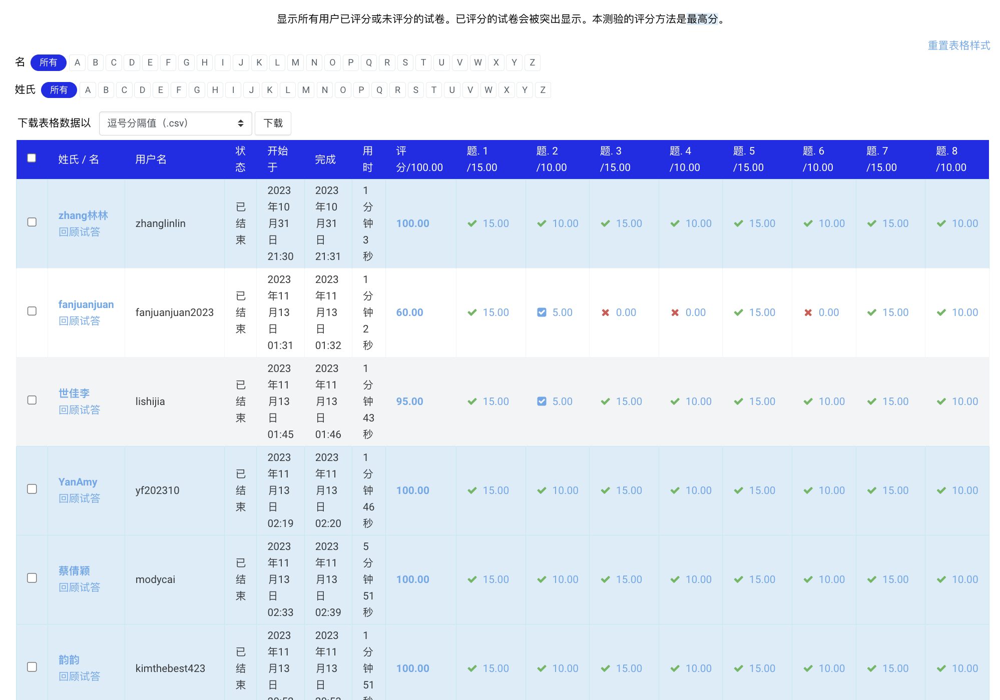 显示所有用户已评分或未评分的试卷。已评分的试卷会被突出显示。本测验的评分方法是最高分。
重置表格样式
名 所有 A B C D E F G H I J K L M N O P Q R S T U V W X Y Z
姓氏 所有 A B C D E F G H I J K L M N O P Q R S T U V W X Y Z
下载表格数据以 逗号分隔值（.csv） 下载
姓氏 / 名 用户名 状态 开始于 完成 用时 评分/100.00 题. 1 /15.00 题. 2 /10.00 题. 3 /15.00 题. 4 /10.00 题. 5 /15.00 题. 6 /10.00 题. 7 /15.00 题. 8 /10.00
zhang林林 回顾试答 zhanglinlin 已结束 2023年10月31日 21:30 2023年10月31日 21:31 1分钟3秒 100.00 15.00 10.00 15.00 10.00 15.00 10.00 15.00 10.00
fanjuanjuan 回顾试答 fanjuanjuan2023 已结束 2023年11月13日 01:31 2023年11月13日 01:32 1分钟2秒 60.00 15.00 5.00 0.00 0.00 15.00 0.00 15.00 10.00
世佳李 回顾试答 lishijia 已结束 2023年11月13日 01:45 2023年11月13日 01:46 1分钟43秒 95.00 15.00 5.00 15.00 10.00 15.00 10.00 15.00 10.00
YanAmy 回顾试答 yf202310 已结束 2023年11月13日 02:19 2023年11月13日 02:20 1分钟46秒 100.00 15.00 10.00 15.00 10.00 15.00 10.00 15.00 10.00
蔡倩颖 回顾试答 modycai 已结束 2023年11月13日 02:33 2023年11月13日 02:39 5分钟51秒 100.00 15.00 10.00 15.00 10.00 15.00 10.00 15.00 10.00
韵韵 回顾试答 kimthebest423 已结束 2023年11月13日 2023年11月13日 1分钟51 100.00 15.00 10.00 15.00 10.00 15.00 10.00 15.00 10.00